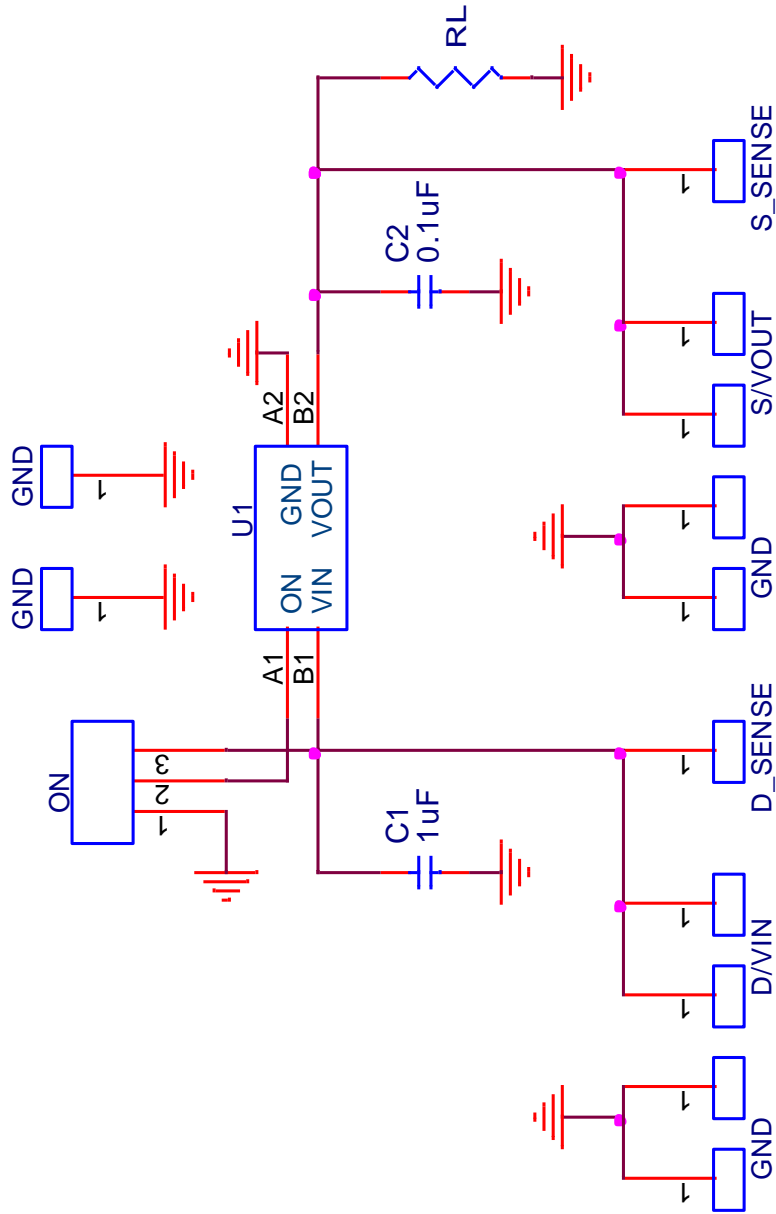 RL
GND
GND
U1
A2
B2
GND
VOUT
ON
VIN
A1
B1
1
1
C2
0.1uF
ON
3
2
1
C1
1uF
1
S_SENSE
1
1
S/VOUT
1
1
GND
1
D_SENSE
1
1
D/VIN
1
1
GND